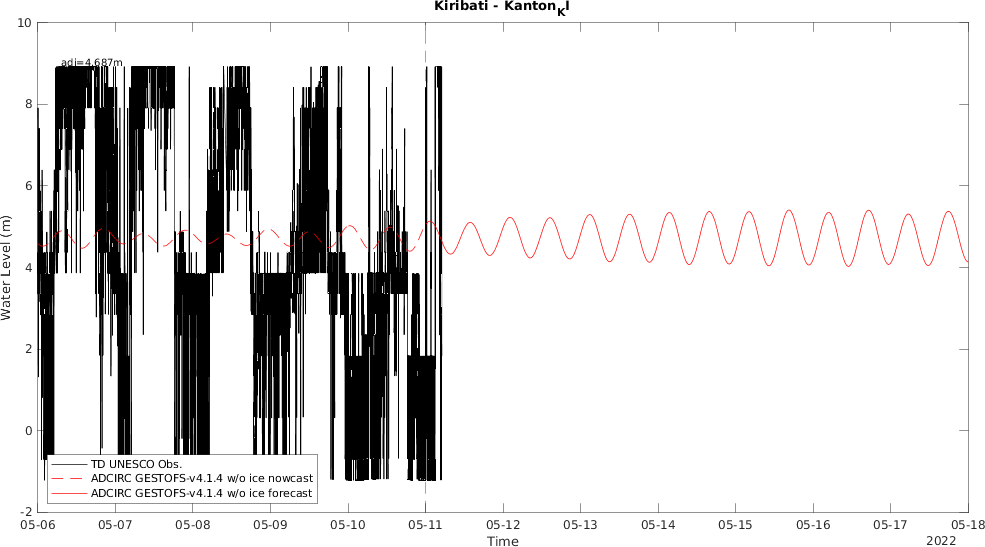 Kiribati - Kanton_KI
adj=4.687m
10
8
6
4
2
0
-2
Water Level (m)
TD UNESCO Obs.
ADCIRC GESTOFS-v4.1.4 w/o ice nowcast
ADCIRC GESTOFS-v4.1.4 w/o ice forecast
05-06 05-07 05-08 05-09 05-10 05-11 05-12 05-13 05-14 05-15 05-16 05-17 05-18
Time
2022